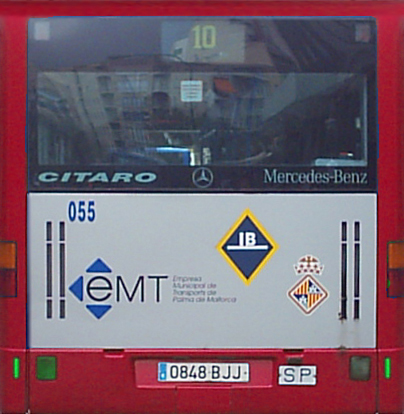 10
CITARO Mercedes-Benz
055
IB
eMT
Empresa
Municipal de
Transports de
Palma de Mallorca
0848 BJJ
SP